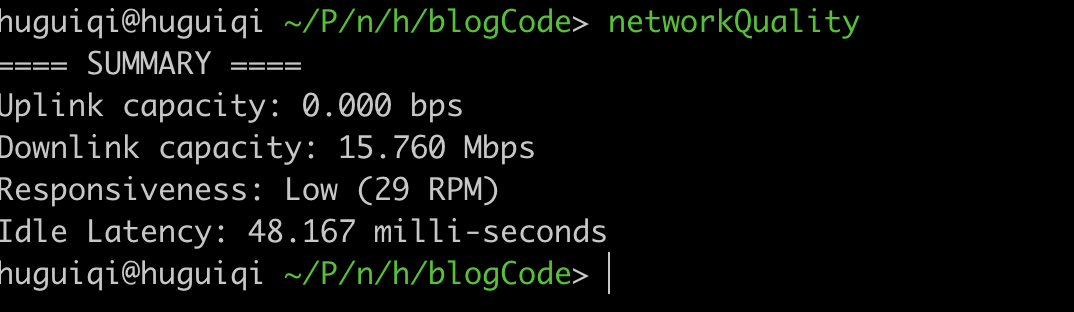 huguiqi@huguiqi ~/P/n/h/blogCode> networkQuality
==== SUMMARY ====
Uplink capacity: 0.000 bps
Downlink capacity: 15.760 Mbps
Responsiveness: Low (29 RPM)
Idle Latency: 48.167 milli-seconds
huguiqi@huguiqi ~/P/n/h/blogCode>